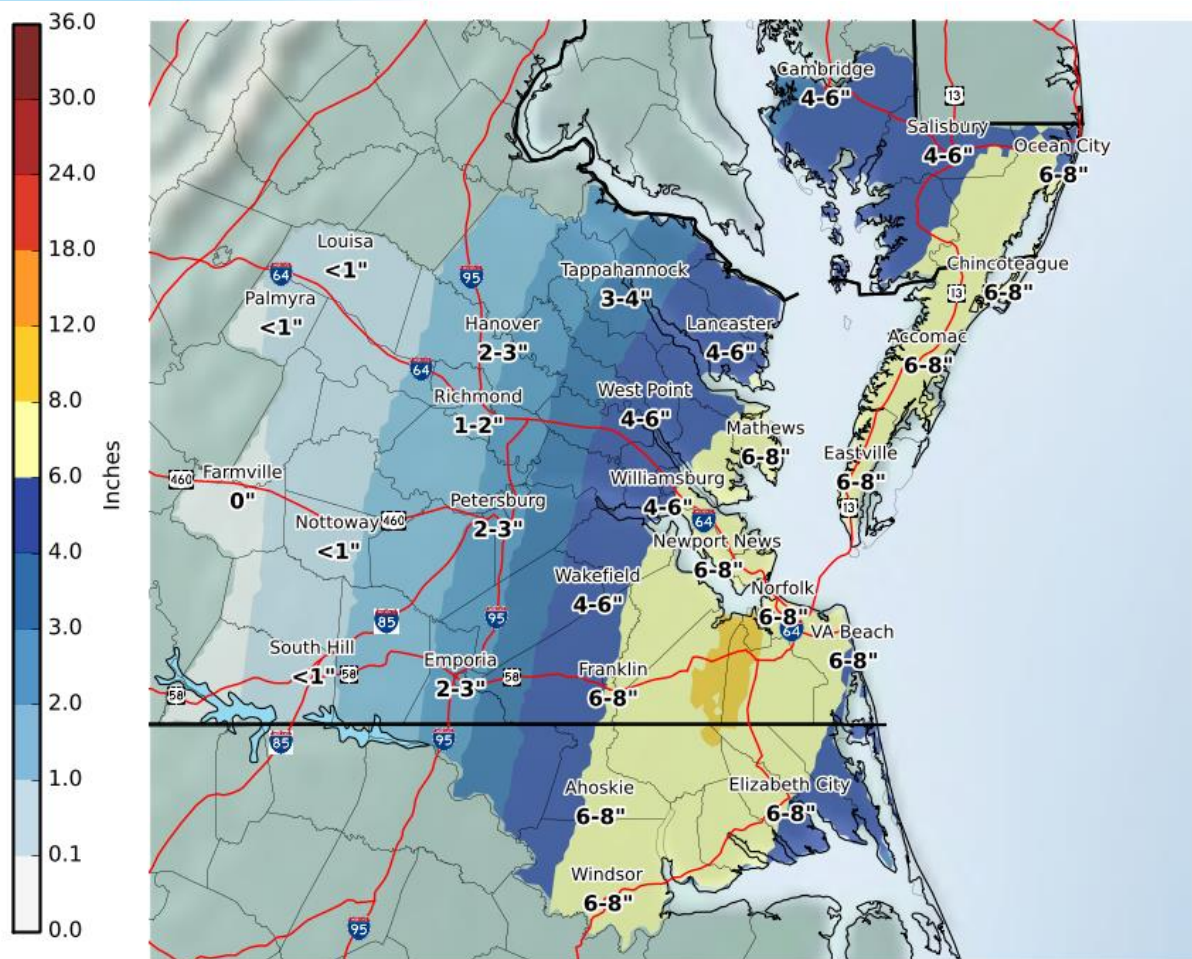 36.0
30.0
24.0
18.0
12.0
8.0
6.0
4.0
3.0
2.0
1.0
0.1
0.0
Inches
Cambridge
4-6"
13
Salisbury
4-6"
Ocean City
6-8"
Louisa
<1"
64
Palmyra
<1"
95
Tappahannock
3-4"
Chincoteague
6-8"
13
Hanover
2-3"
Lancaster
4-6"
Accomac
6-8"
64
Richmond
1-2"
West Point
4-6"
Mathews
6-8"
Eastville
6-8"
13
460
Farmville
0"
Williamsburg
4-6"
64
Petersburg
2-3"
Nottoway
460
<1"
Newport News
6-8"
Wakefield
4-6"
Norfolk
6-8"
64
85
95
VA Beach
6-8"
South Hill
<1"
58
Emporia
2-3"
58
Franklin
6-8"
58
85
95
Ahoskie
6-8"
Elizabeth City
6-8"
Windsor
6-8"
95